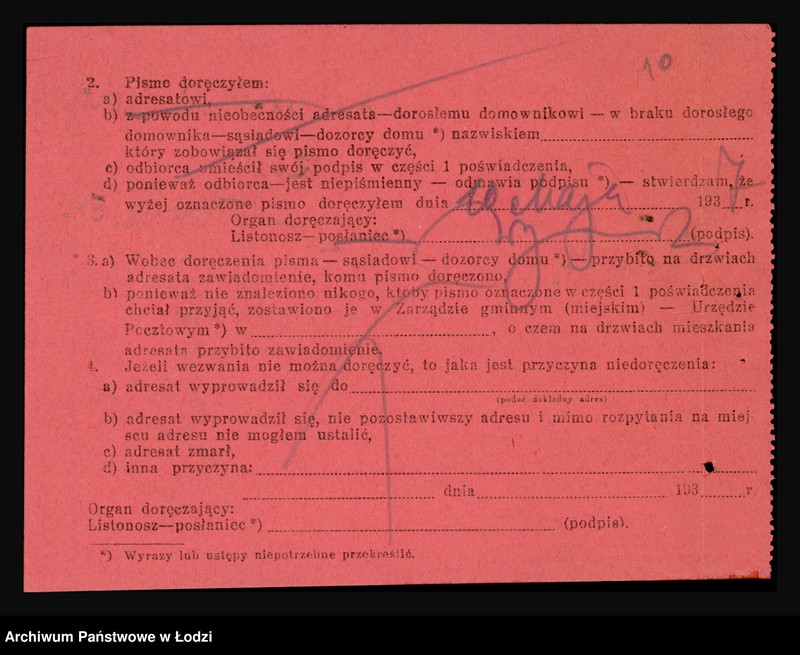 10
2. Pismo doręczyłem:
a) adresatowi,
b) z powodu nieobecności adresata—dorosłemu domownikowi — w braku dorosłego
domownika—sąsiadowi—dozorcy domu *) nazwiskiem
który zobowiązał się pismo doręczyć,
c) odbiorca umieścił swój podpis w części 1 poświadczenia,
d) ponieważ odbiorca—jest niepiśmienny — odmawia podpisu *) — stwierdzam, że
wyżej oznaczone pismo doręczyłem dnia 10 Maja 1937 r.
Organ doręczający:
Listonosz— posłaniec *) (podpis).
3. a) Wobec doręczenia pisma — sąsiadowi — dozorcy domu *) — przybito na drzwiach
adresata zawiadomienie, komu pismo doręczono,
b) ponieważ nie znaleziono nikogo, ktoby pismo oznaczone w części 1 poświadczenia
chciał przyjąć, zostawiono je w Zarządzie gminnym (miejskim) — Urzędzie
Pocztowym *) w , o czem na drzwiach mieszkania
adresata przybito zawiadomienie.
4. Jeżeli wezwania nie można doręczyć, to jaka jest przyczyna niedoręczenia:
a) adresat wyprowadził się do
(podać dokładny adres)
b) adresat wyprowadził się, nie pozostawiwszy adresu i mimo rozpytania na miej-
scu adresu nie mogłem ustalić,
c) adresat zmarł,
d) inna przyczyna:
dnia 193 r
Organ doręczający:
Listonosz—posłaniec *) (podpis).
*) Wyrazy lub ustępy niepotrzebne przekreślić.
Archiwum Państwowe w Łodzi